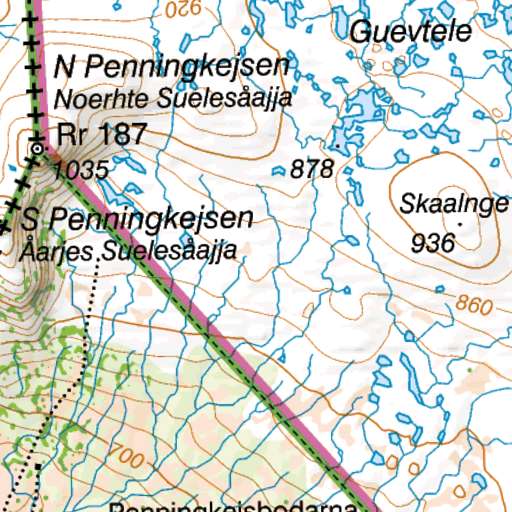 920
Guevtele
N Penningkejsen
Noerhte Suelesåajja
Rr 187
1035
878
Skaalnge
S Penningkejsen
936
Åarjes Suelesåajja
860
700
Penningkejsbodarna